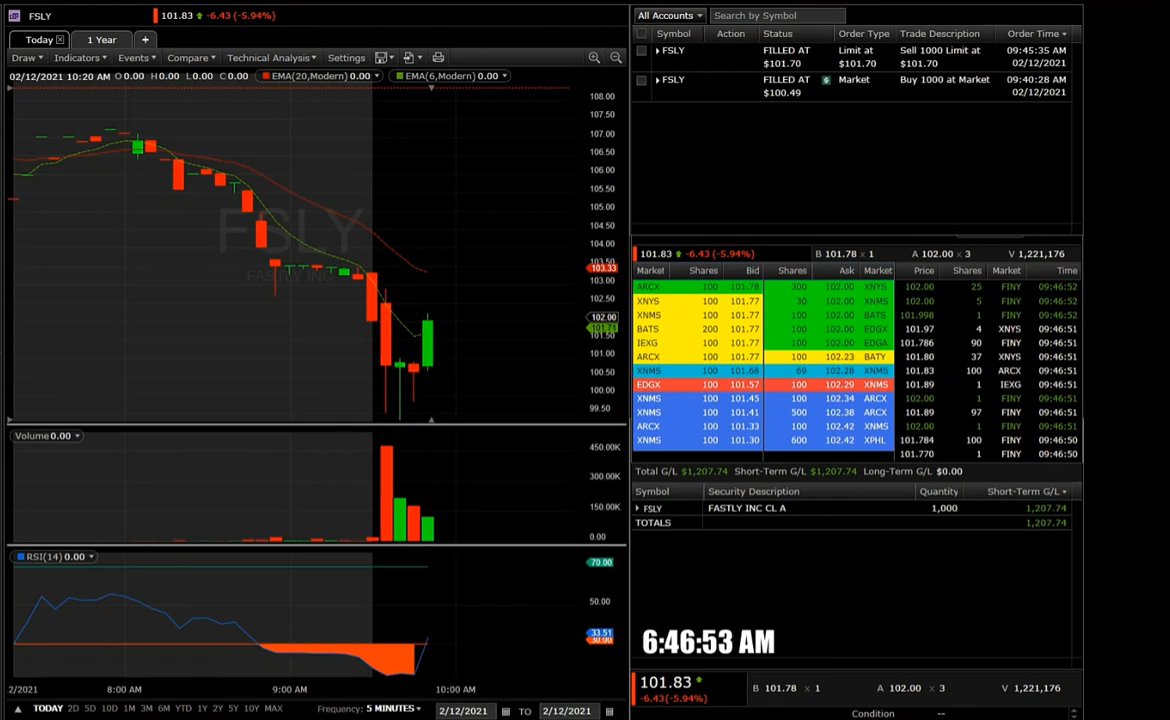 FSLY 101.83 -6.43 (-5.94%)
Today 1 Year +
Draw Indicators Events Compare Technical Analysis Settings
02/12/2021 10:20 AM O 0.00 H 0.00 L 0.00 C 0.00 EMA(20,Modern) 0.00 EMA(6,Modern) 0.00
108.00
107.50
107.00
106.50
106.00
105.50
105.00
104.50
104.00
103.50
103.33
103.00
102.50
102.00
101.71
101.50
101.00
100.50
100.00
99.50
FSLY
FASTLY INC
Volume 0.00
450.00K
300.00K
150.00K
0.00
RSI(14) 0.00
70.00
50.00
33.51
30.00
2/2021 8:00 AM 9:00 AM 10:00 AM
TODAY 2D 5D 10D 1M 3M 6M YTD 1Y 2Y 5Y 10Y MAX Frequency: 5 MINUTES 2/12/2021 TO 2/12/2021
All Accounts Search by Symbol
Symbol Action Status Order Type Trade Description Order Time
FSLY FILLED AT $101.70 Limit at $101.70 Sell 1000 Limit at $101.70 09:45:35 AM 02/12/2021
FSLY FILLED AT $100.49 Market Buy 1000 at Market 09:40:28 AM 02/12/2021
101.83 -6.43 (-5.94%) B 101.78 x 1 A 102.00 x 3 V 1,221,176
Market Shares Bid Shares Ask Market Price Shares Market Time
ARCX 100 101.78 300 102.00 XNYS 102.00 25 FINY 09:46:52
XNYS 100 101.77 30 102.00 XNMS 102.00 5 FINY 09:46:52
XNMS 100 101.77 100 102.00 BATS 101.998 1 FINY 09:46:52
BATS 200 101.77 100 102.00 EDGX 101.97 4 XNYS 09:46:51
IEXG 100 101.77 100 102.00 EDGA 101.786 90 FINY 09:46:51
ARCX 100 101.77 100 102.23 BATY 101.80 37 XNYS 09:46:51
XNMS 100 101.68 69 102.28 XNMS 101.83 100 ARCX 09:46:51
EDGX 100 101.57 100 102.29 XNMS 101.89 1 IEXG 09:46:51
XNMS 100 101.45 100 102.34 ARCX 102.00 1 FINY 09:46:51
XNMS 100 101.41 500 102.38 ARCX 101.89 97 FINY 09:46:51
ARCX 100 101.33 100 102.42 XNMS 102.00 1 FINY 09:46:51
XNMS 100 101.30 600 102.42 XPHL 101.784 100 FINY 09:46:50
101.770 1 FINY 09:46:50
Total G/L $1,207.74 Short-Term G/L $1,207.74 Long-Term G/L $0.00
Symbol Security Description Quantity Short-Term G/L
FSLY FASTLY INC CL A 1,000 1,207.74
TOTALS 1,207.74
6:46:53 AM
101.83
-6.43 (-5.94%) B 101.78 x 1 A 102.00 x 3 V 1,221,176
Condition --